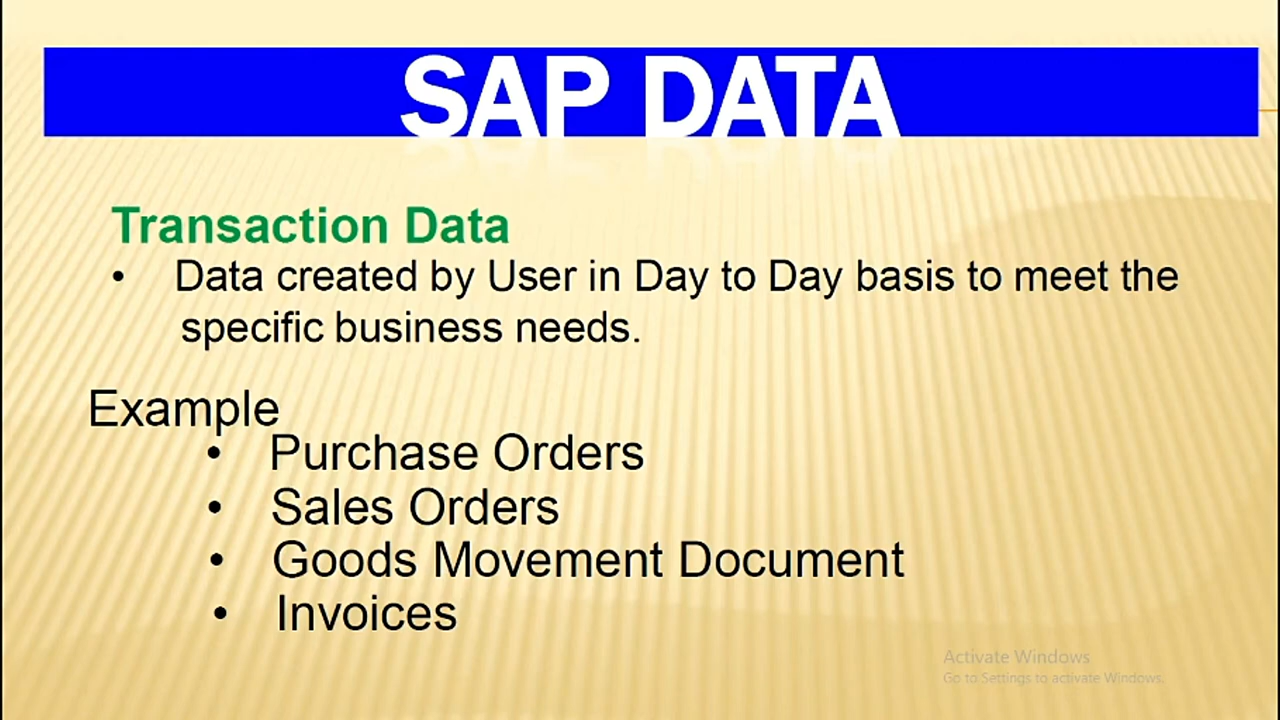 SAP DATA
Transaction Data
• Data created by User in Day to Day basis to meet the
specific business needs.
Example
• Purchase Orders
• Sales Orders
• Goods Movement Document
• Invoices
Activate Windows
Go to Settings to activate Windows.